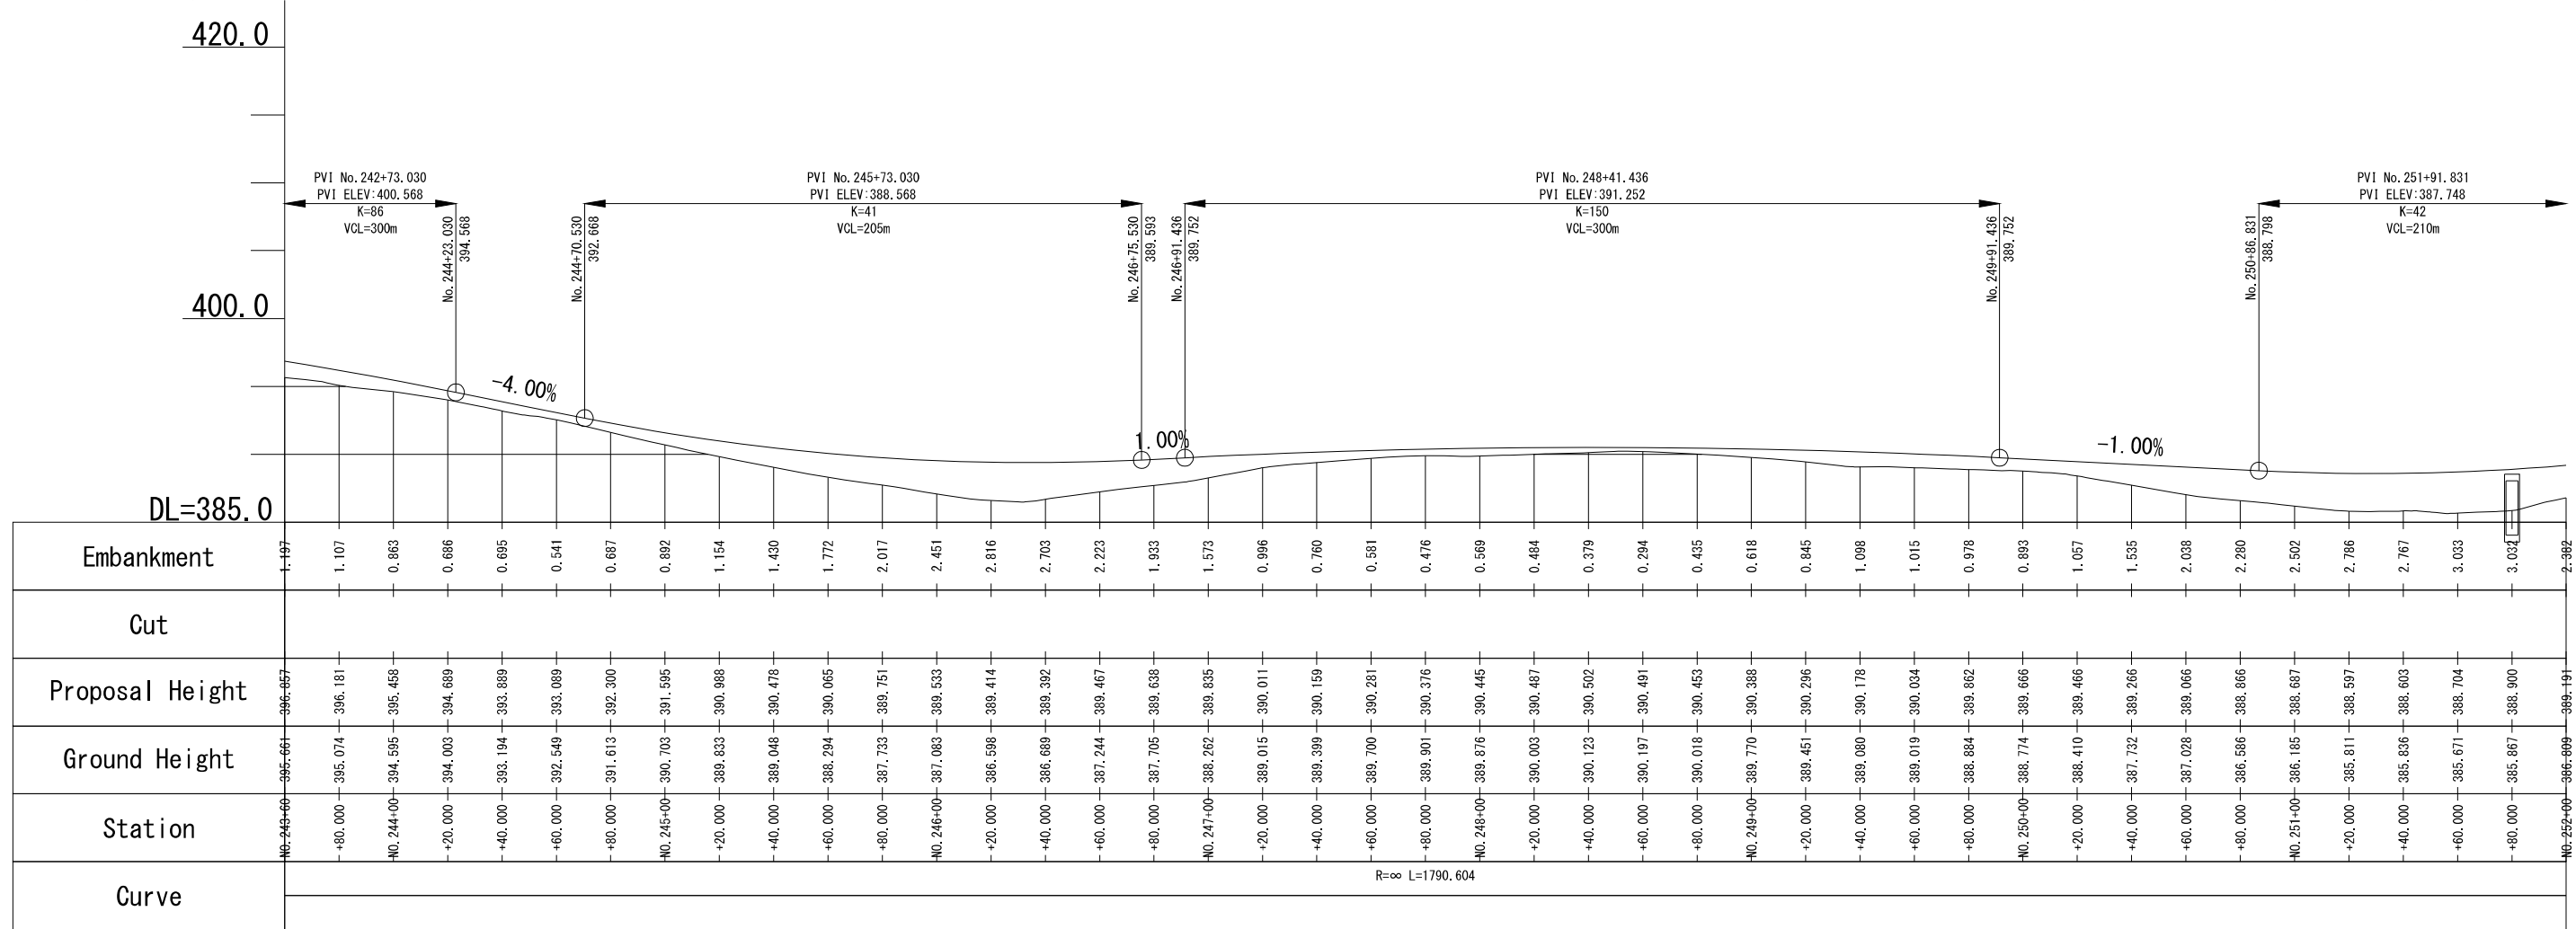 420.0
400.0
DL=385.0
PVI No.242+73.030
PVI ELEV:400.568
K=86
VCL=300m
No.244+23.030
394.568
-4.00%
No.244+70.530
392.668
PVI No.245+73.030
PVI ELEV:388.568
K=41
VCL=205m
No.246+75.530
389.593
1.00%
No.246+91.436
389.752
PVI No.248+41.436
PVI ELEV:391.252
K=150
VCL=300m
No.249+91.436
389.752
-1.00%
No.250+86.831
388.798
PVI No.251+91.831
PVI ELEV:387.748
K=42
VCL=210m
Embankment 1.197 1.107 0.863 0.686 0.695 0.541 0.687 0.892 1.154 1.430 1.772 2.017 2.451 2.816 2.703 2.223 1.933 1.573 0.996 0.760 0.581 0.476 0.569 0.484 0.379 0.294 0.435 0.618 0.845 1.098 1.015 0.978 0.893 1.057 1.535 2.038 2.280 2.502 2.786 2.767 3.033 3.032 2.382
Cut
Proposal Height 396.857 396.181 395.458 394.689 393.889 393.089 392.300 391.595 390.988 390.478 390.065 389.751 389.533 389.414 389.392 389.467 389.638 389.835 390.011 390.159 390.281 390.376 390.445 390.487 390.502 390.491 390.453 390.388 390.296 390.178 390.034 389.862 389.666 389.466 389.266 389.066 388.866 388.687 388.597 388.603 388.704 388.900 389.191
Ground Height 395.661 395.074 394.595 394.003 393.194 392.549 391.613 390.703 389.833 389.048 388.294 387.733 387.083 386.598 386.689 387.244 387.705 388.262 389.015 389.399 389.700 389.901 389.876 390.003 390.123 390.197 390.018 389.770 389.451 389.080 389.019 388.884 388.774 388.410 387.732 387.028 386.586 386.185 385.811 385.836 385.671 385.867 386.809
Station NO.243+60 +80.000 NO.244+00 +20.000 +40.000 +60.000 +80.000 NO.245+00 +20.000 +40.000 +60.000 +80.000 NO.246+00 +20.000 +40.000 +60.000 +80.000 NO.247+00 +20.000 +40.000 +60.000 +80.000 NO.248+00 +20.000 +40.000 +60.000 +80.000 NO.249+00 +20.000 +40.000 +60.000 +80.000 NO.250+00 +20.000 +40.000 +60.000 +80.000 NO.251+00 +20.000 +40.000 +60.000 +80.000 NO.252+00
Curve
R=∞ L=1790.604